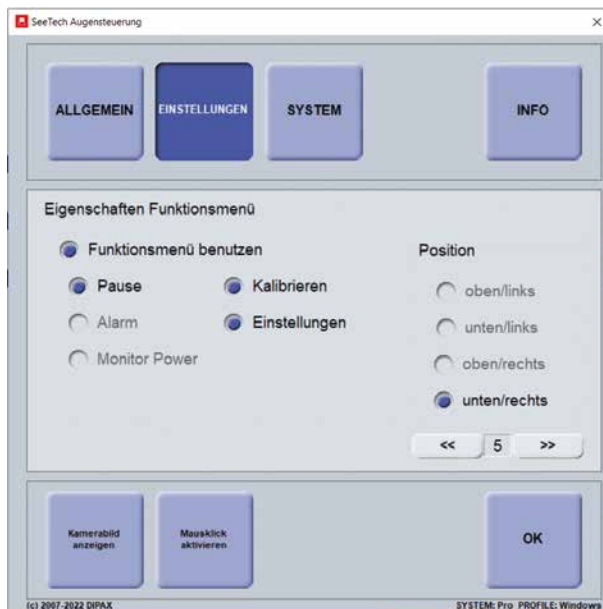 SeeTech Augensteuerung
ALLGEMEIN
EINSTELLUNGEN
SYSTEM
INFO
Eigenschaften Funktionsmenü
Funktionsmenü benutzen
Position
Pause
Kalibrieren
oben/links
Alarm
Einstellungen
unten/links
Monitor Power
oben/rechts
unten/rechts
<< 5 >>
Kamerabild
anzeigen
Mausklick
aktivieren
OK
(c) 2007-2022 DIPAX
SYSTEM: Pro PROFILE: Windows